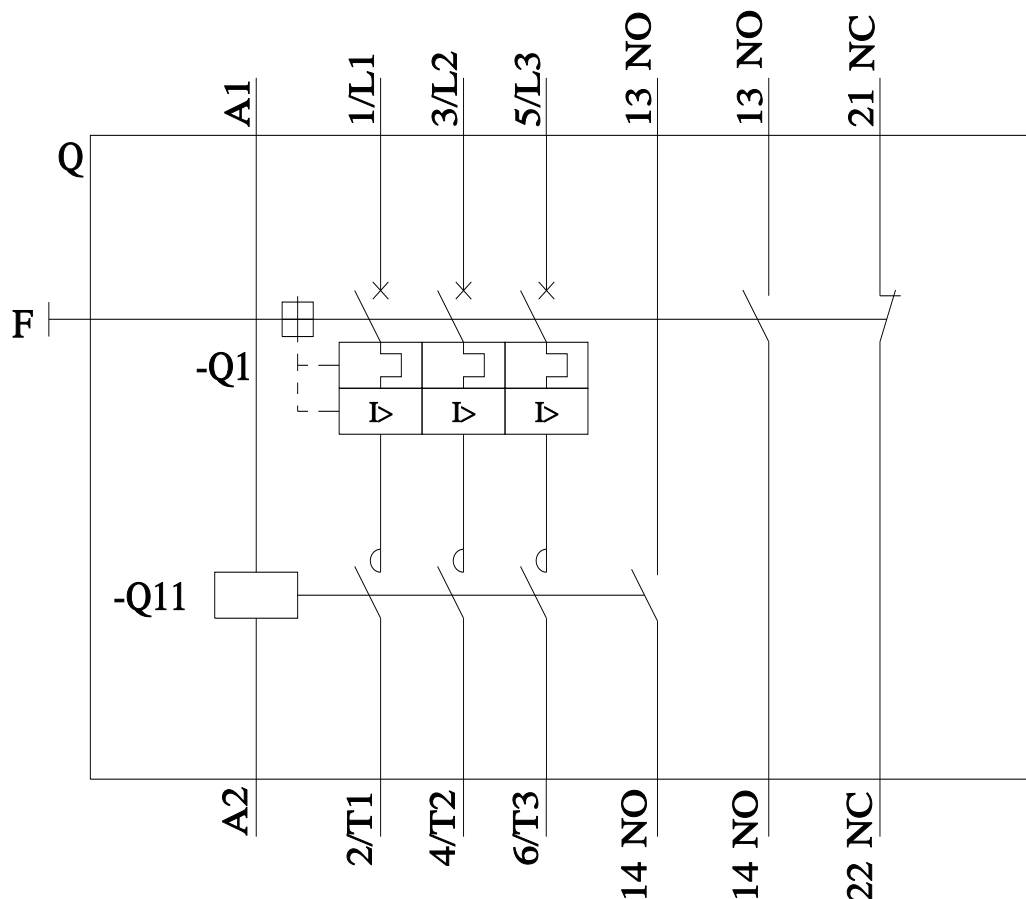 A1
1/L1
3/L2
5/L3
13 NO
13 NO
21 NC
Q
F
-Q1
I>
I>
I>
-Q11
A2
2/T1
4/T2
6/T3
14 NO
14 NO
22 NC